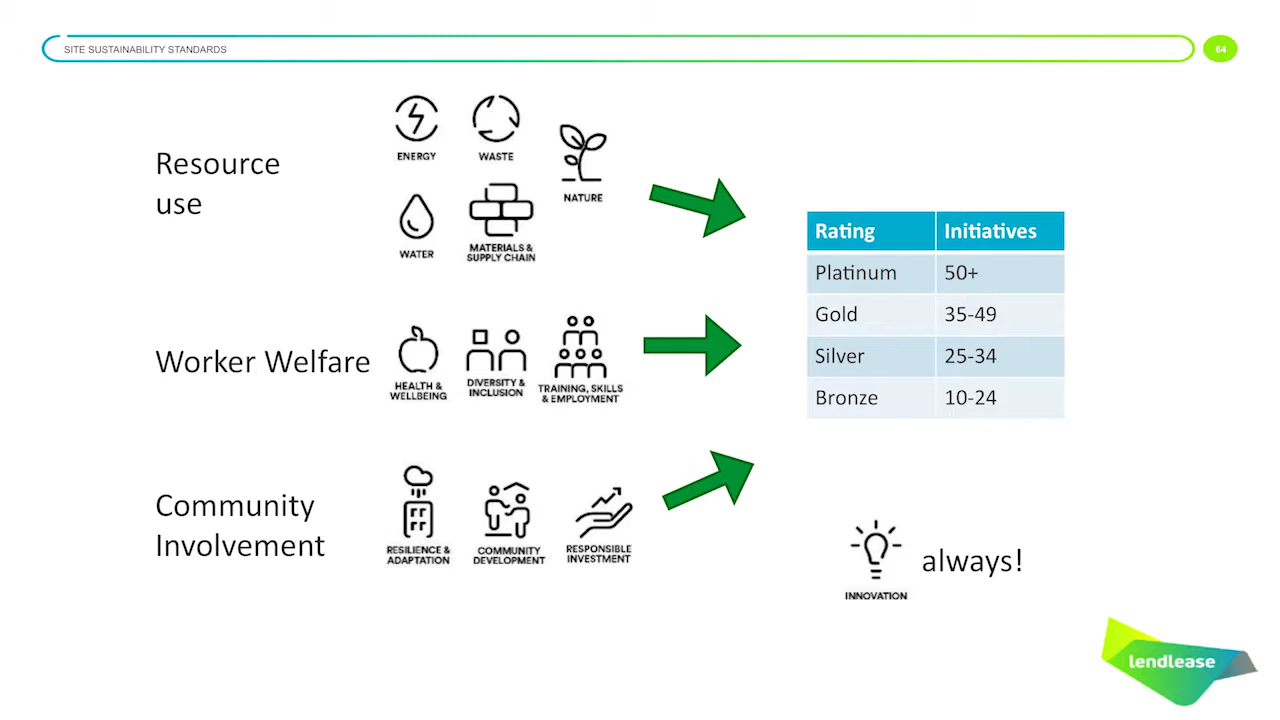 SITE SUSTAINABILITY STANDARDS
64
Resource
use
ENERGY
WASTE
NATURE
WATER
MATERIALS &
SUPPLY CHAIN
Worker Welfare
HEALTH &
WELLBEING
DIVERSITY &
INCLUSION
TRAINING, SKILLS
& EMPLOYMENT
Community
Involvement
RESILIENCE &
ADAPTATION
COMMUNITY
DEVELOPMENT
RESPONSIBLE
INVESTMENT
Rating Initiatives
Platinum 50+
Gold 35-49
Silver 25-34
Bronze 10-24
INNOVATION
always!
lendlease